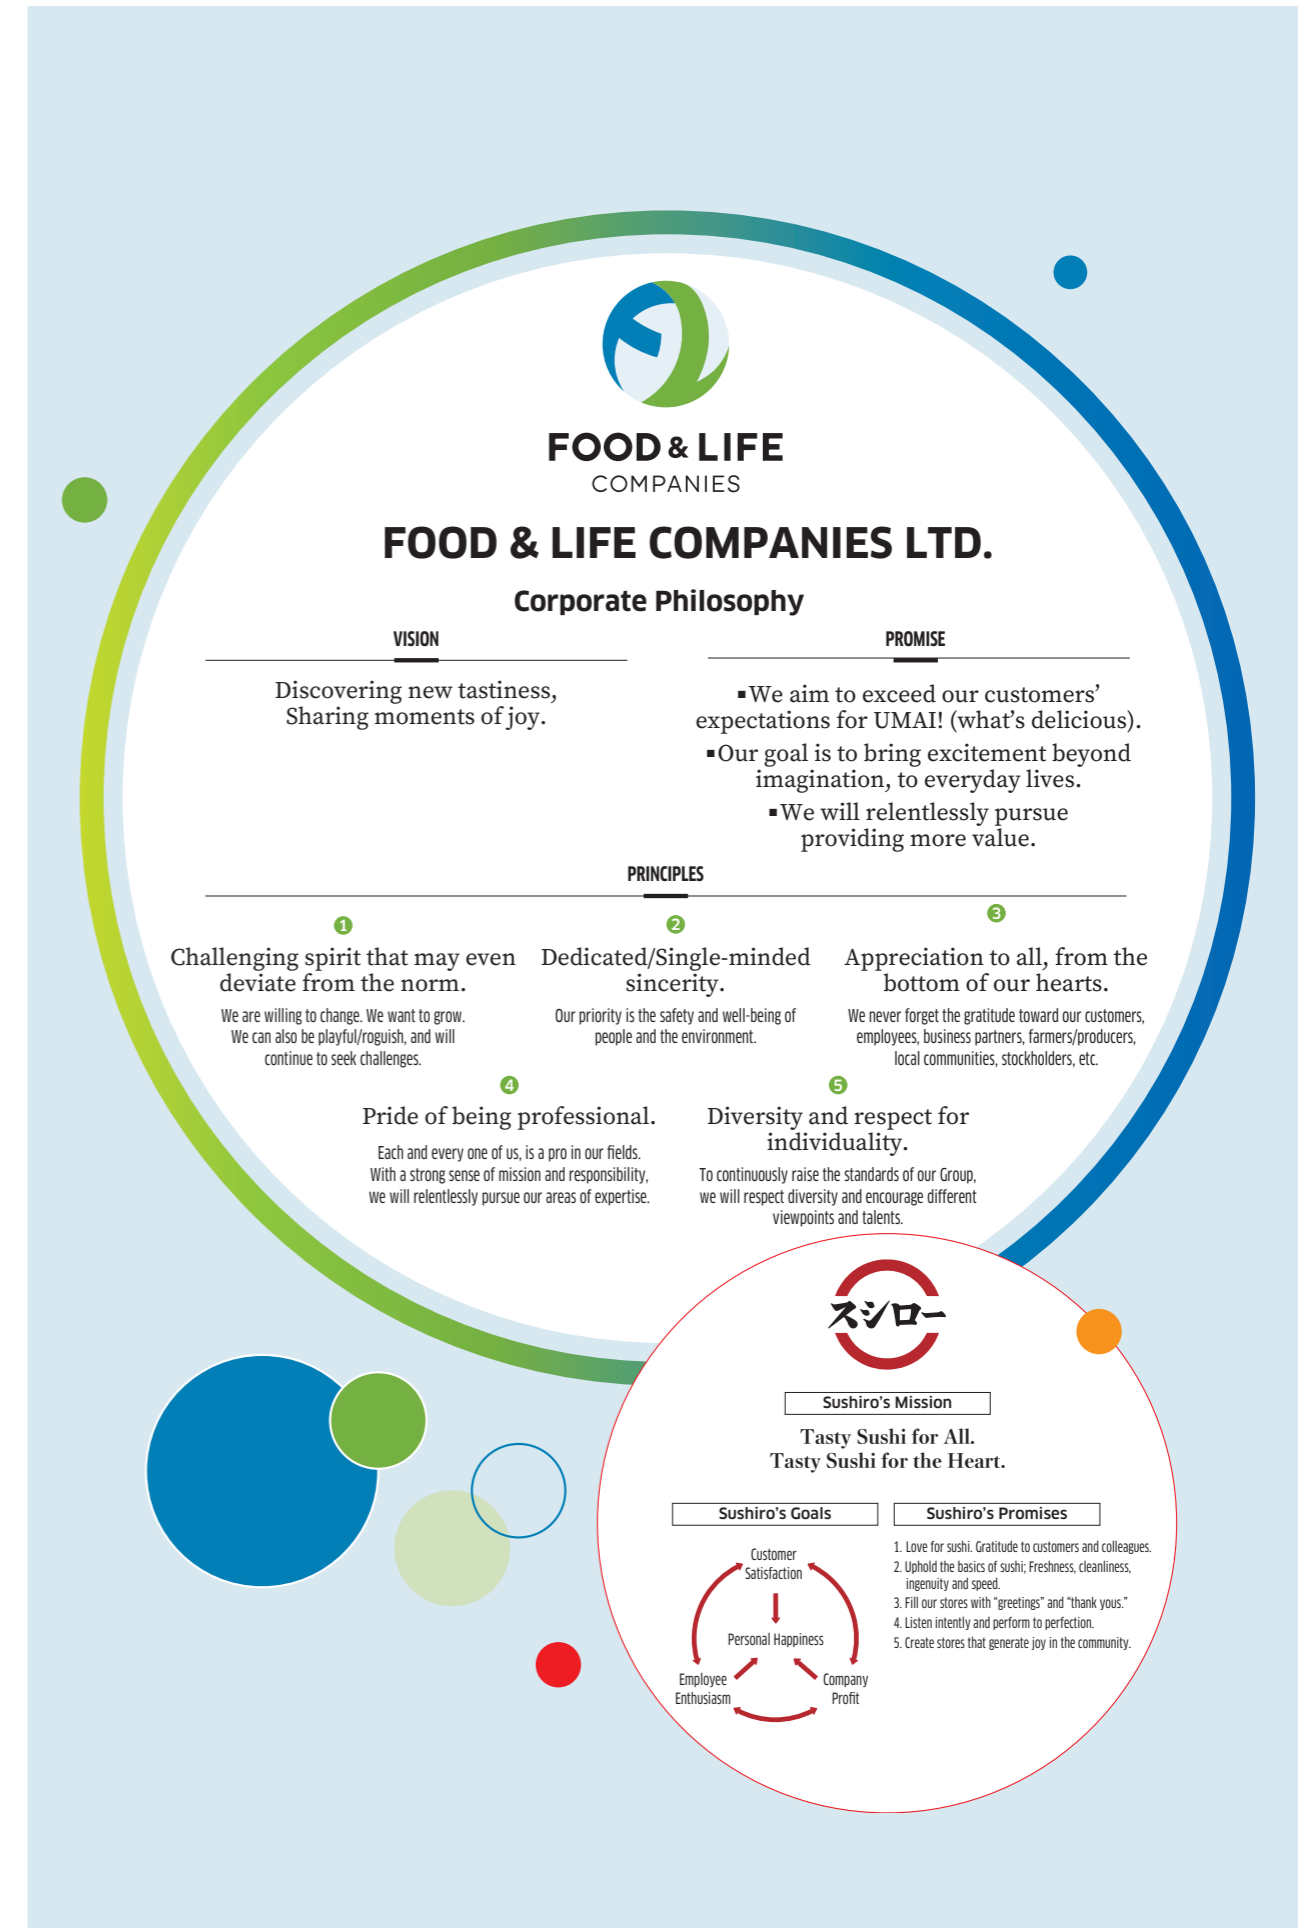 FOOD & LIFE
COMPANIES
FOOD & LIFE COMPANIES LTD.
Corporate Philosophy
VISION
Discovering new tastiness,
Sharing moments of joy.
PROMISE
▪We aim to exceed our customers’
expectations for UMAI! (what’s delicious).
▪Our goal is to bring excitement beyond
imagination, to everyday lives.
▪We will relentlessly pursue
providing more value.
PRINCIPLES
❶
Challenging spirit that may even
deviate from the norm.
We are willing to change. We want to grow.
We can also be playful/roguish, and will
continue to seek challenges.
❷
Dedicated/Single-minded
sincerity.
Our priority is the safety and well-being of
people and the environment.
❸
Appreciation to all, from the
bottom of our hearts.
We never forget the gratitude toward our customers,
employees, business partners, farmers/producers,
local communities, stockholders, etc.
❹
Pride of being professional.
Each and every one of us, is a pro in our fields.
With a strong sense of mission and responsibility,
we will relentlessly pursue our areas of expertise.
❺
Diversity and respect for
individuality.
To continuously raise the standards of our Group,
we will respect diversity and encourage different
viewpoints and talents.
スシロー
Sushiro’s Mission
Tasty Sushi for All.
Tasty Sushi for the Heart.
Sushiro’s Goals
Customer
Satisfaction
Personal Happiness
Employee
Enthusiasm
Company
Profit
Sushiro’s Promises
1. Love for sushi. Gratitude to customers and colleagues.
2. Uphold the basics of sushi; Freshness, cleanliness,
ingenuity and speed.
3. Fill our stores with “greetings” and “thank yous.”
4. Listen intently and perform to perfection.
5. Create stores that generate joy in the community.